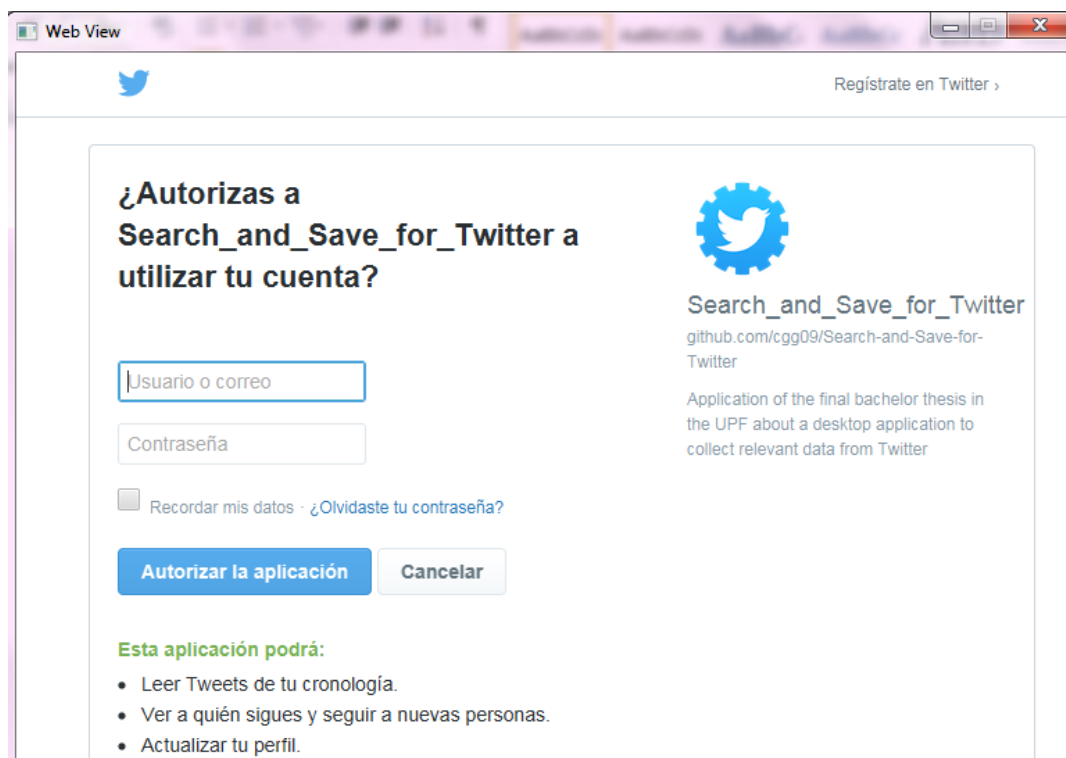 Web View
Regístrate en Twitter ›
¿Autorizas a
Search_and_Save_for_Twitter a
utilizar tu cuenta?
Usuario o correo
Contraseña
Recordar mis datos · ¿Olvidaste tu contraseña?
Autorizar la aplicación
Cancelar
Esta aplicación podrá:
• Leer Tweets de tu cronología.
• Ver a quién sigues y seguir a nuevas personas.
• Actualizar tu perfil.
Search_and_Save_for_Twitter
github.com/cgg09/Search-and-Save-for-
Twitter
Application of the final bachelor thesis in
the UPF about a desktop application to
collect relevant data from Twitter